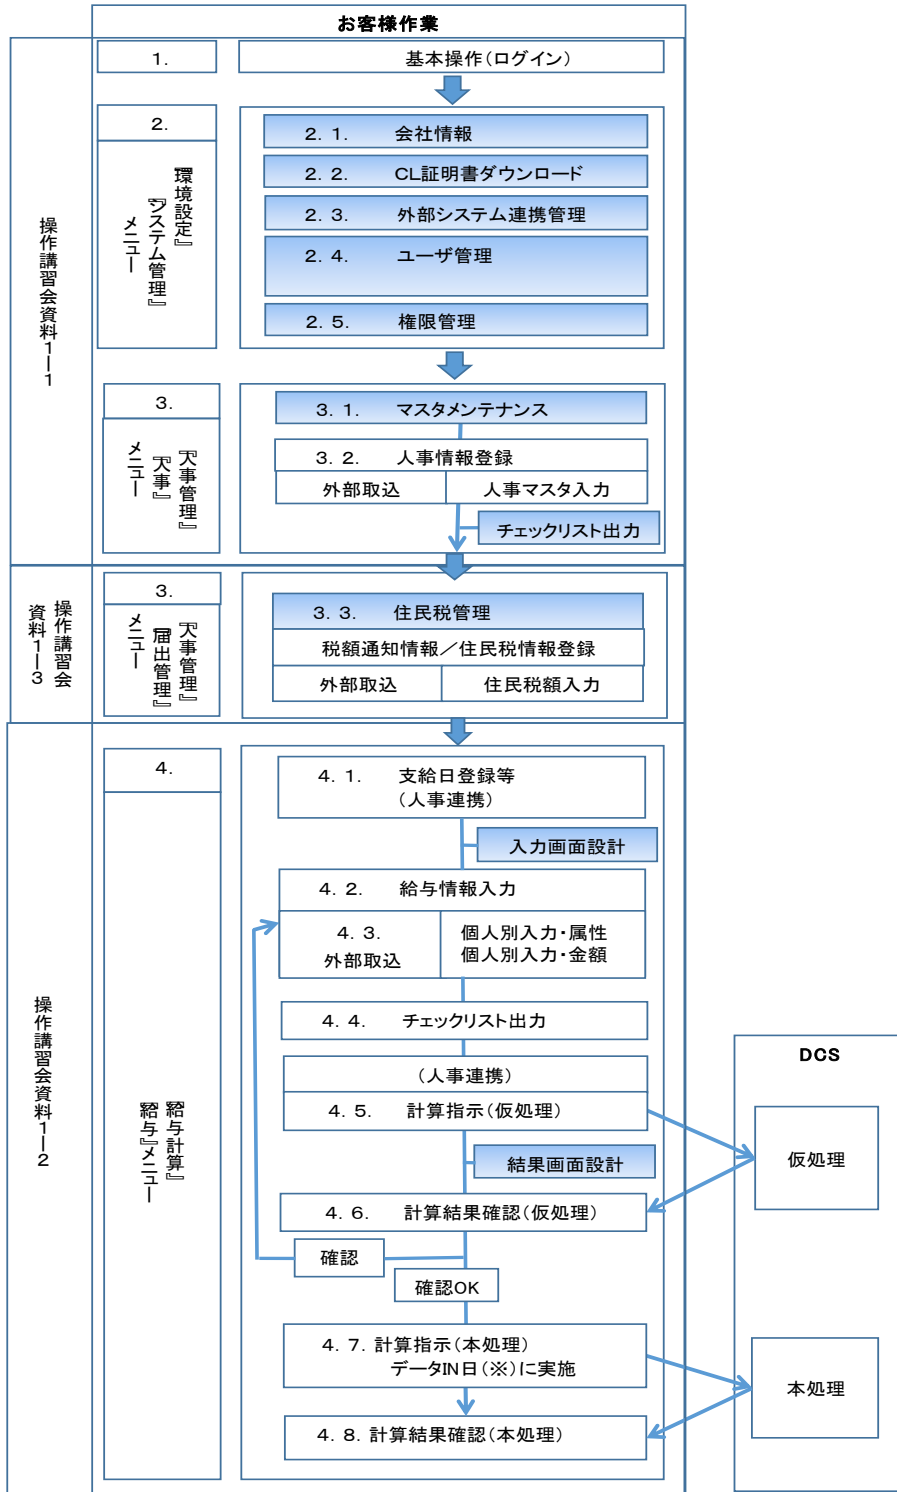 お客様作業
操作講習会資料1ー1
1.
基本操作(ログイン)
2.
『環境設定』
『システム管理』
メニュー
2. 1. 会社情報
2. 2. CL証明書ダウンロード
2. 3. 外部システム連携管理
2. 4. ユーザ管理
2. 5. 権限管理
3.
『人事管理』
『人事』
メニュー
3. 1. マスタメンテナンス
3. 2. 人事情報登録
外部取込
人事マスタ入力
チェックリスト出力
操作講習会
資料1ー3
3.
『人事管理』
『届出管理』
メニュー
3. 3. 住民税管理
税額通知情報/住民税情報登録
外部取込
住民税額入力
操作講習会資料1ー2
4.
『給与計算』
『給与』メニュー
4. 1. 支給日登録等
(人事連携)
入力画面設計
4. 2. 給与情報入力
4. 3.
外部取込
個人別入力・属性
個人別入力・金額
4. 4. チェックリスト出力
(人事連携)
4. 5. 計算指示(仮処理)
結果画面設計
4. 6. 計算結果確認(仮処理)
確認
確認OK
4. 7. 計算指示(本処理)
データIN日(※)に実施
4. 8. 計算結果確認(本処理)
DCS
仮処理
本処理